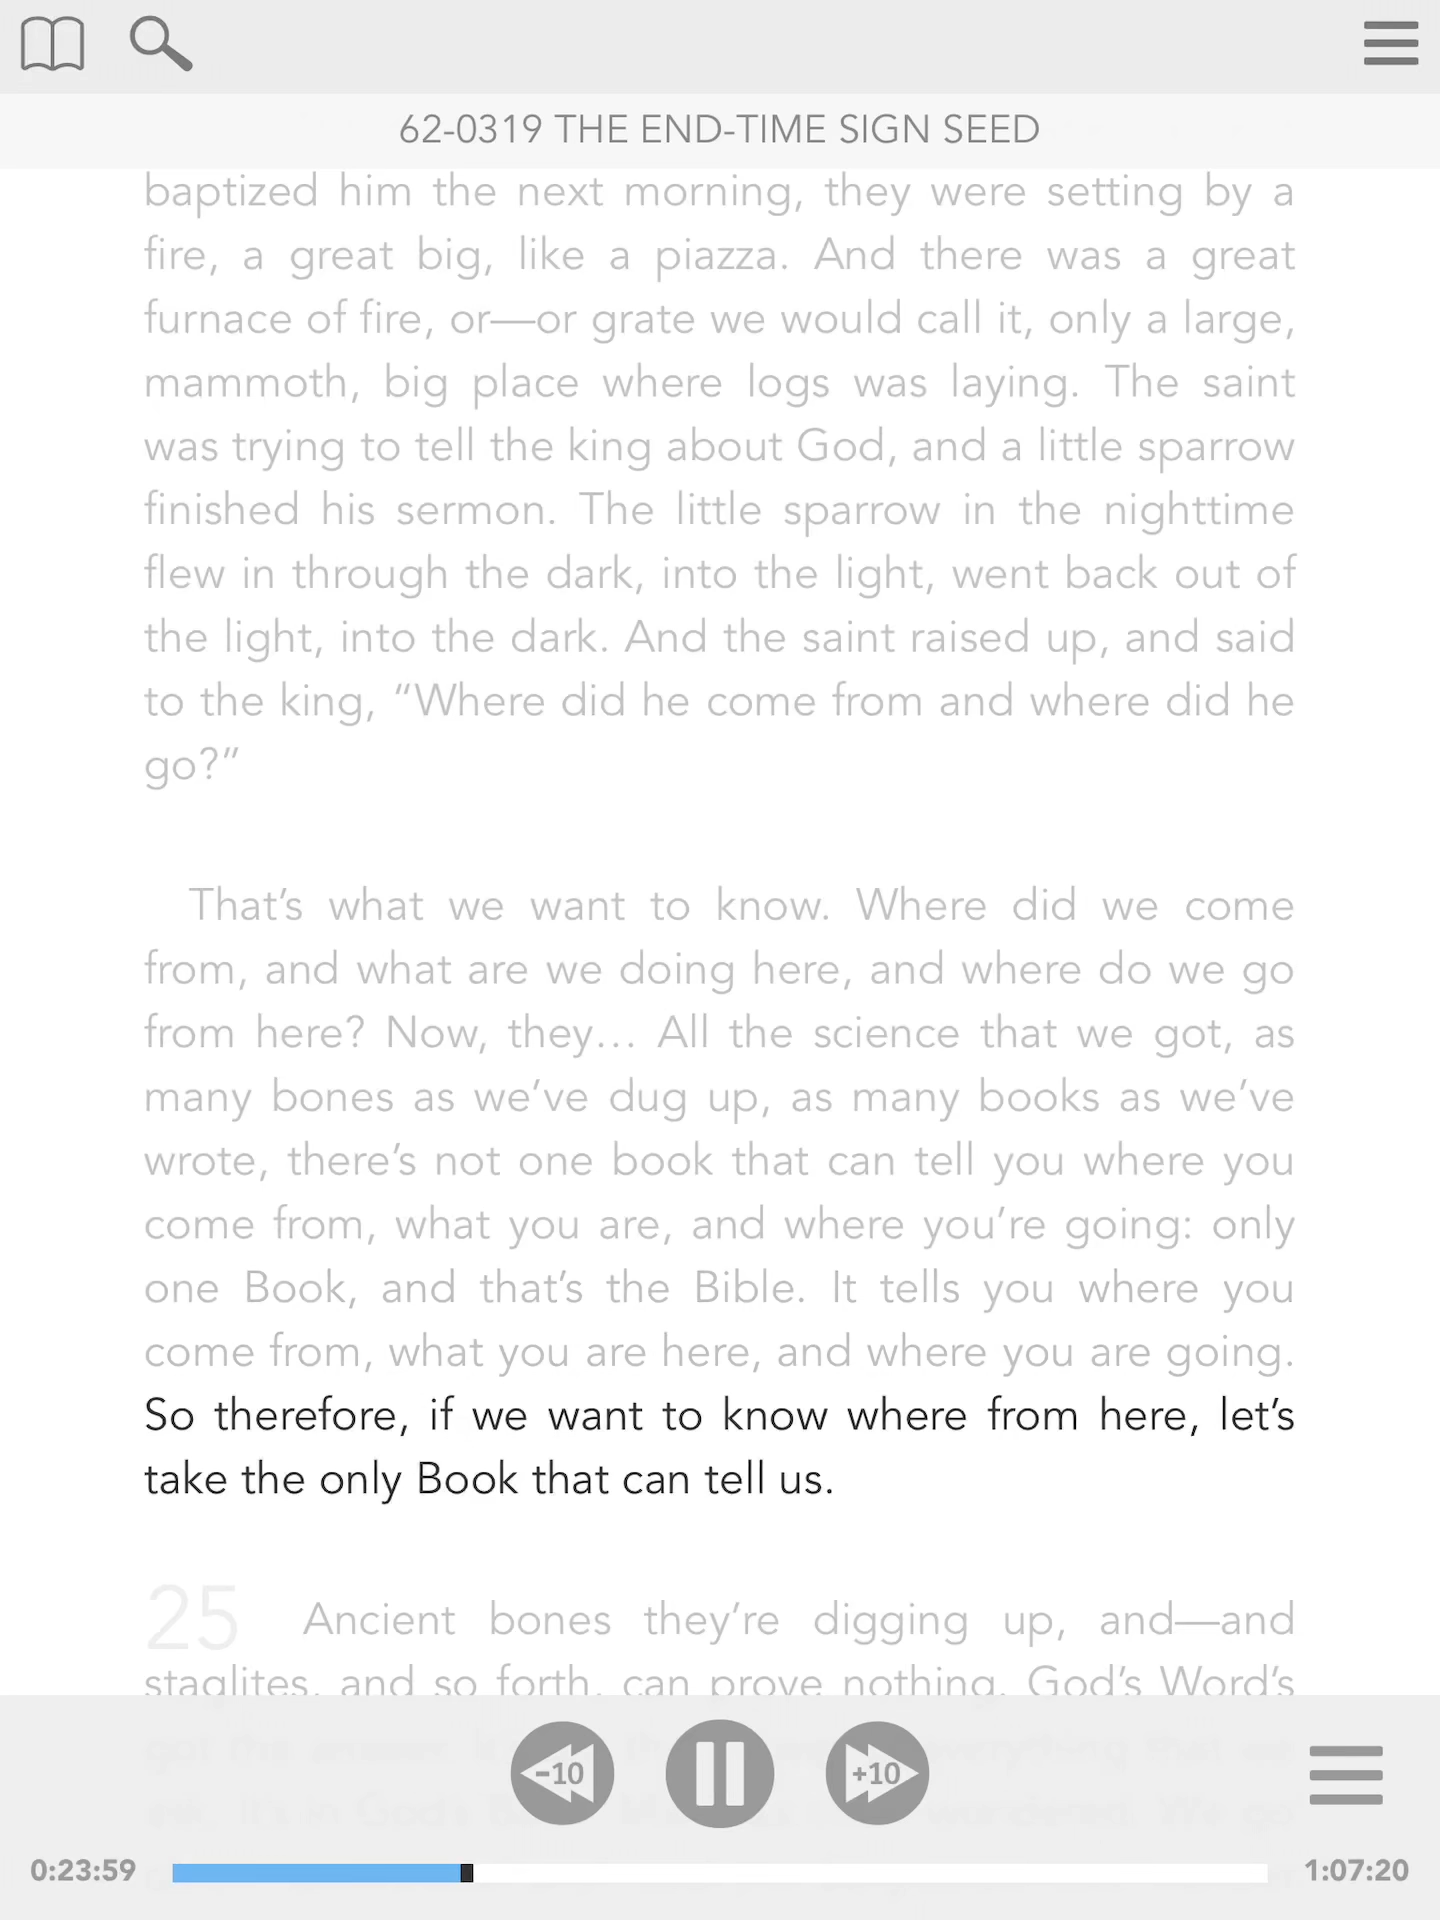 62-0319 THE END-TIME SIGN SEED
baptized him the next morning, they were setting by a
fire, a great big, like a piazza. And there was a great
furnace of fire, or—or grate we would call it, only a large,
mammoth, big place where logs was laying. The saint
was trying to tell the king about God, and a little sparrow
finished his sermon. The little sparrow in the nighttime
flew in through the dark, into the light, went back out of
the light, into the dark. And the saint raised up, and said
to the king, “Where did he come from and where did he
go?”
That’s what we want to know. Where did we come
from, and what are we doing here, and where do we go
from here? Now, they… All the science that we got, as
many bones as we’ve dug up, as many books as we’ve
wrote, there’s not one book that can tell you where you
come from, what you are, and where you’re going: only
one Book, and that’s the Bible. It tells you where you
come from, what you are here, and where you are going.
So therefore, if we want to know where from here, let’s
take the only Book that can tell us.
25 Ancient bones they’re digging up, and—and
staglites, and so forth, can prove nothing. God’s Word’s
-10 +10
0:23:59 1:07:20